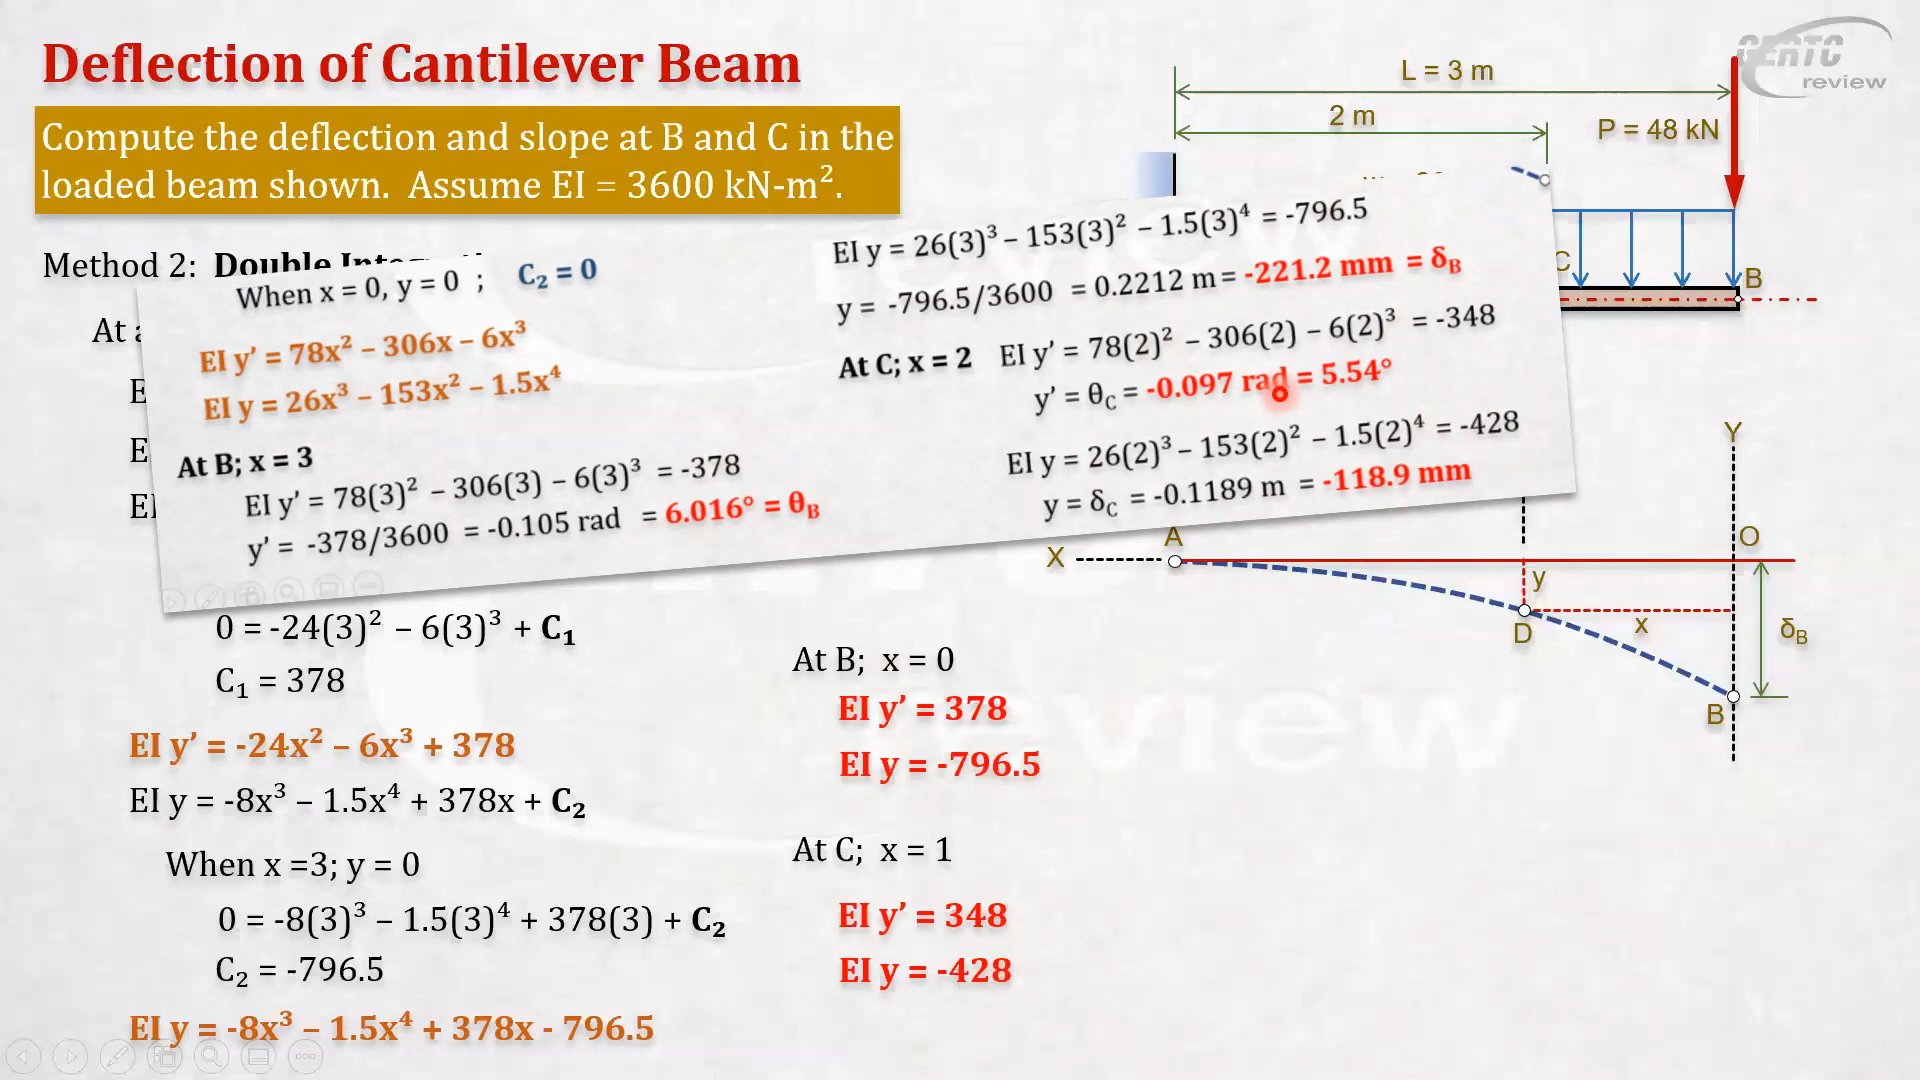 Deflection of Cantilever Beam
Compute the deflection and slope at B and C in the
loaded beam shown. Assume EI = 3600 kN-m².
CERTC
review
L = 3 m
2 m
P = 48 kN
C
B
Method 2: Double
At
When x = 0, y = 0 ; C₂ = 0
EI y’ = 78x² – 306x – 6x³
EI y = 26x³ – 153x² – 1.5x⁴
At B; x = 3
EI y’ = 78(3)² – 306(3) – 6(3)³ = -378
y’ = -378/3600 = -0.105 rad = 6.016° = θ_B
EI y = 26(3)³ – 153(3)² – 1.5(3)⁴ = -796.5
y = -796.5/3600 = 0.2212 m = -221.2 mm = δ_B
At C; x = 2 EI y’ = 78(2)² – 306(2) – 6(2)³ = -348
y’ = θ_C = -0.097 rad = 5.54°
EI y = 26(2)³ – 153(2)² – 1.5(2)⁴ = -428
y = δ_C = -0.1189 m = -118.9 mm
0 = -24(3)² – 6(3)³ + C₁
C₁ = 378
EI y’ = -24x² – 6x³ + 378
EI y = -8x³ – 1.5x⁴ + 378x + C₂
When x =3; y = 0
0 = -8(3)³ – 1.5(3)⁴ + 378(3) + C₂
C₂ = -796.5
EI y = -8x³ – 1.5x⁴ + 378x - 796.5
At B; x = 0
EI y’ = 378
EI y = -796.5
At C; x = 1
EI y’ = 348
EI y = -428
Y
X
A
O
y
D
x
δ_B
B
review